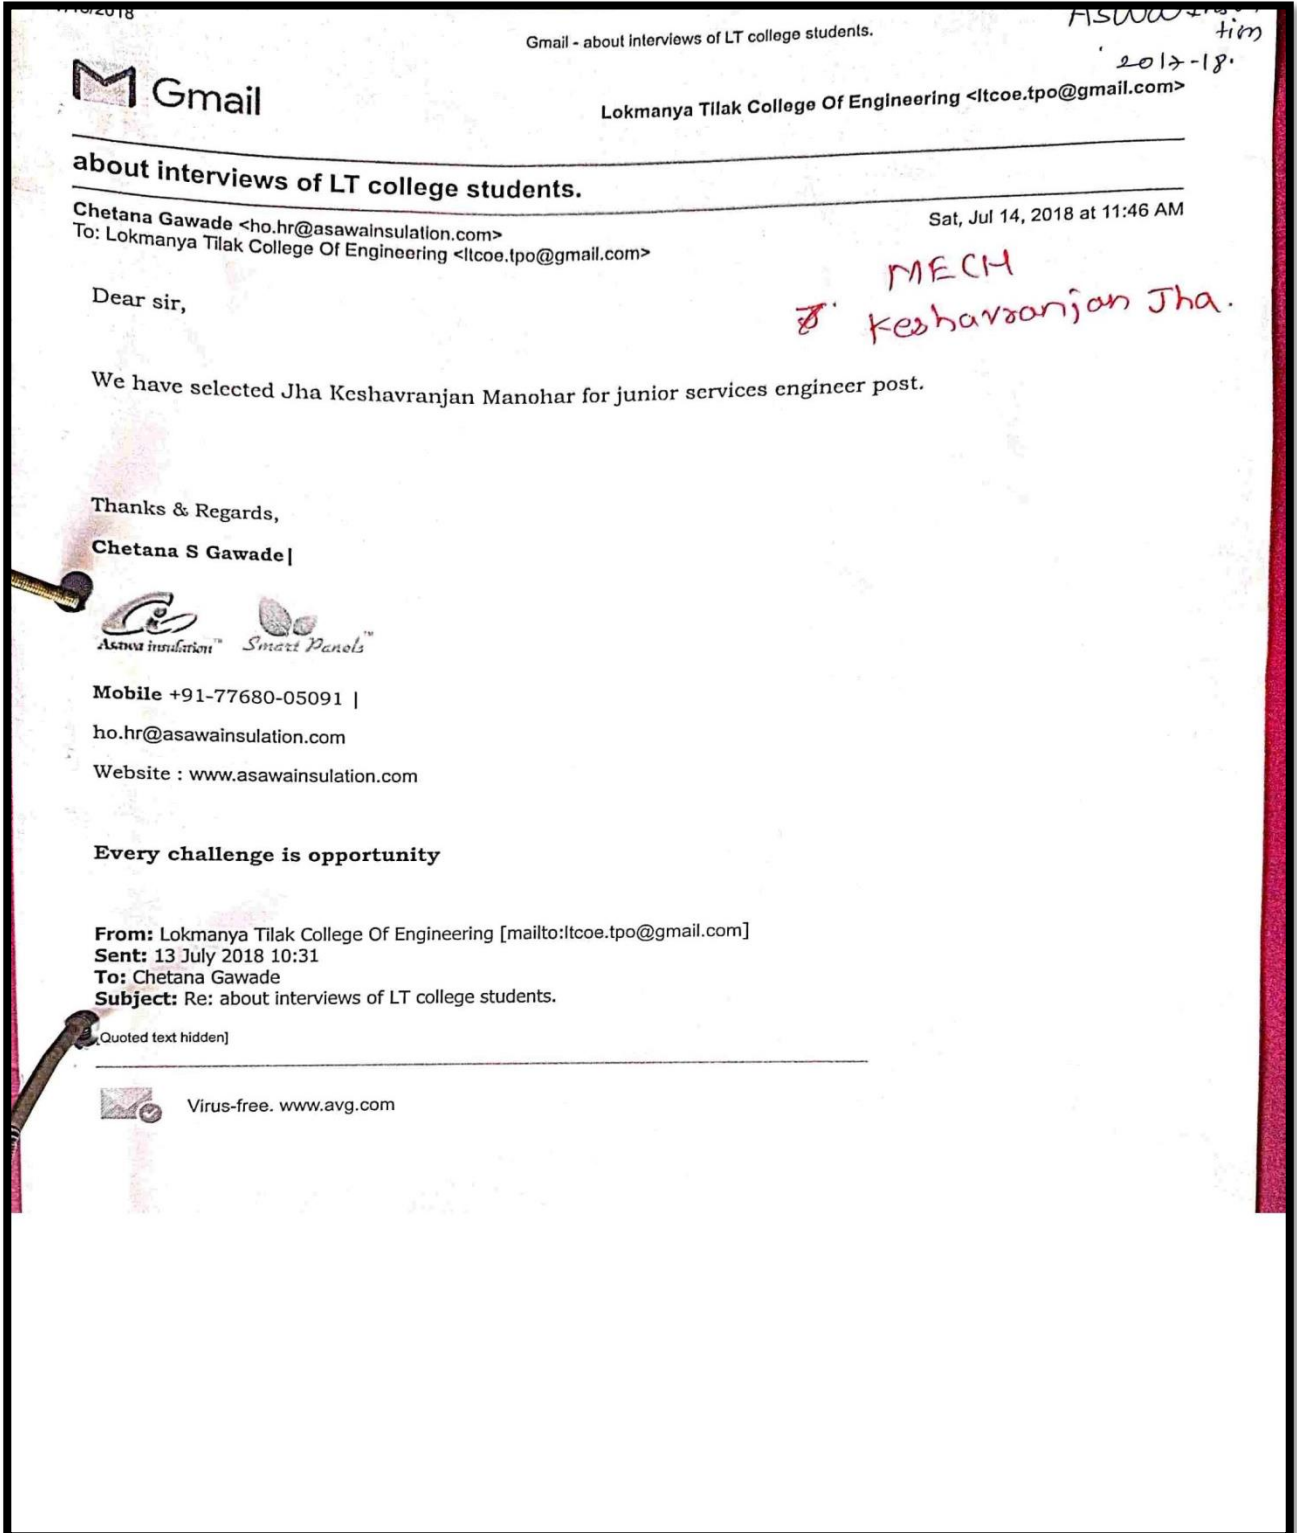 Gmail - about interviews of LT college students.
tion
2017-18.
Gmail
Lokmanya Tilak College Of Engineering <ltcoe.tpo@gmail.com>
about interviews of LT college students.
Chetana Gawade <ho.hr@asawainsulation.com>
Sat, Jul 14, 2018 at 11:46 AM
To: Lokmanya Tilak College Of Engineering <ltcoe.tpo@gmail.com>
MECH
Keshavranjan Jha.
Dear sir,
We have selected Jha Keshavranjan Manohar for junior services engineer post.
Thanks & Regards,
Chetana S Gawade|
Asawa insulation™ Smart Panels™
Mobile +91-77680-05091 |
ho.hr@asawainsulation.com
Website : www.asawainsulation.com
Every challenge is opportunity
From: Lokmanya Tilak College Of Engineering [mailto:ltcoe.tpo@gmail.com]
Sent: 13 July 2018 10:31
To: Chetana Gawade
Subject: Re: about interviews of LT college students.
Quoted text hidden]
Virus-free. www.avg.com